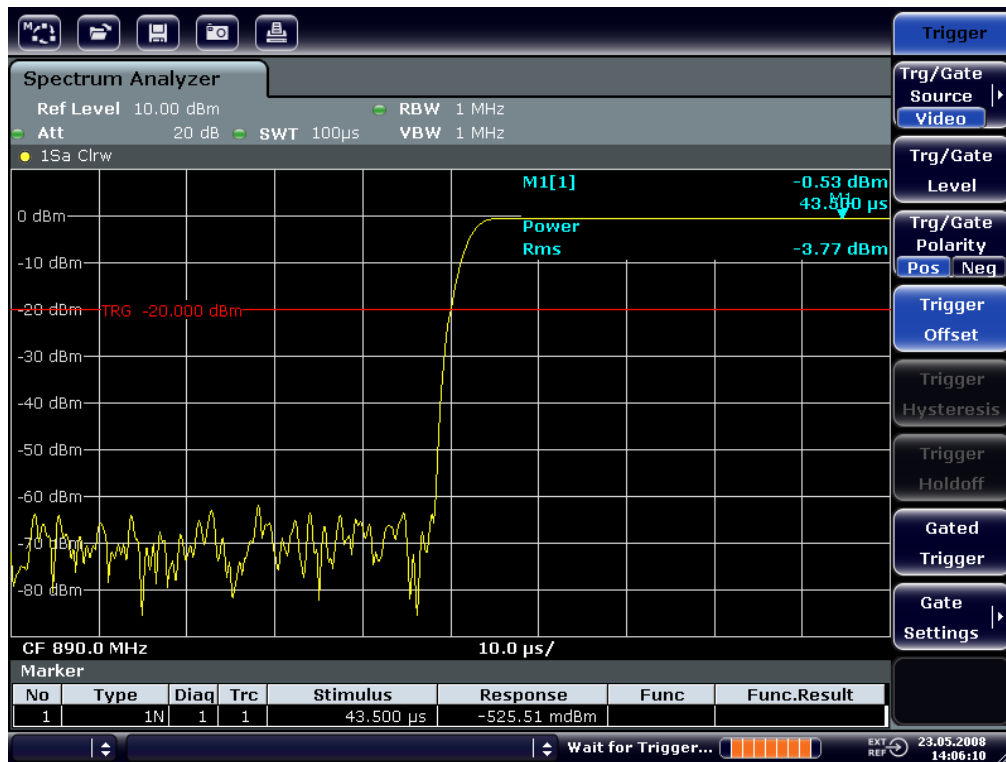 M
Trigger
Spectrum Analyzer
Ref Level 10.00 dBm RBW 1 MHz
Att 20 dB SWT 100µs VBW 1 MHz
1Sa Clrw
M1[1] -0.53 dBm
43.500 µs
M1
Power
Rms -3.77 dBm
0 dBm
-10 dBm
-20 dBm
TRG -20.000 dBm
-30 dBm
-40 dBm
-50 dBm
-60 dBm
-70 dBm
-80 dBm
CF 890.0 MHz 10.0 µs/
Marker
No Type Diag Trc Stimulus Response Func Func.Result
1 1N 1 1 43.500 µs -525.51 mdBm
Wait for Trigger...
EXT REF
23.05.2008
14:06:10
Trg/Gate
Source
Video
Trg/Gate
Level
Trg/Gate
Polarity
Pos Neg
Trigger
Offset
Trigger
Hysteresis
Trigger
Holdoff
Gated
Trigger
Gate
Settings